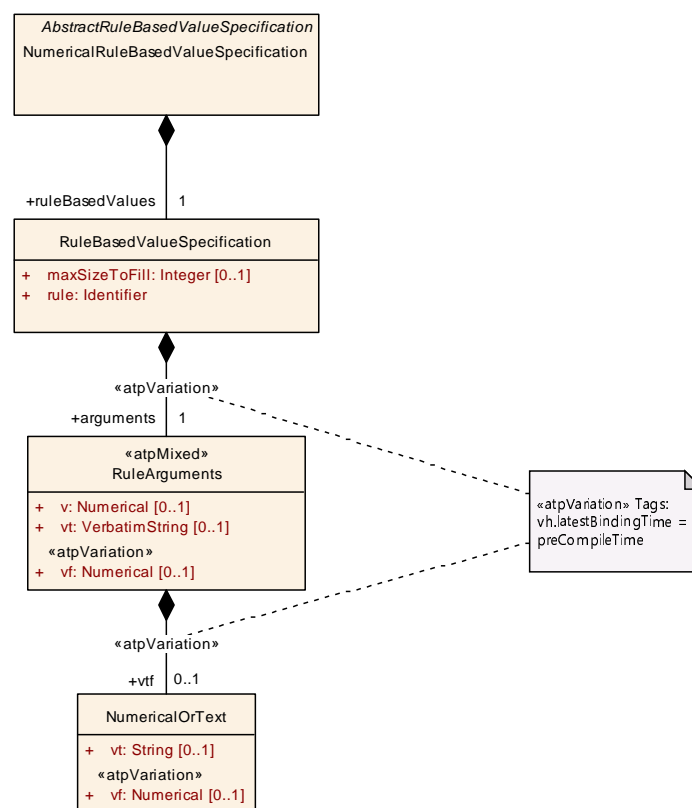 AbstractRuleBasedValueSpecification
NumericalRuleBasedValueSpecification
+ruleBasedValues 1
RuleBasedValueSpecification
+ maxSizeToFill: Integer [0..1]
+ rule: Identifier
«atpVariation»
+arguments 1
«atpMixed»
RuleArguments
+ v: Numerical [0..1]
+ vt: VerbatimString [0..1]
«atpVariation»
+ vf: Numerical [0..1]
«atpVariation» Tags:
vh.latestBindingTime =
preCompileTime
«atpVariation»
+vtf 0..1
NumericalOrText
+ vt: String [0..1]
«atpVariation»
+ vf: Numerical [0..1]